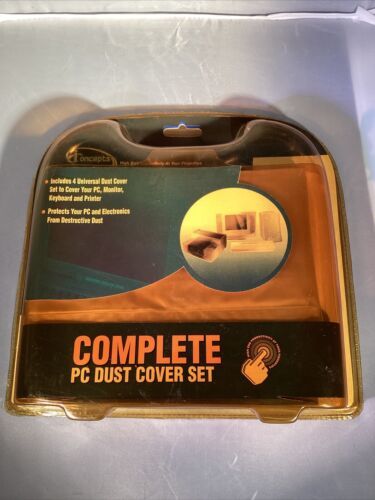 iConcepts
• Includes 4 Universal Dust Cover
Set to Cover Your PC, Monitor,
Keyboard and Printer
• Protects Your PC and Electronics
From Destructive Dust
COMPLETE
PC DUST COVER SET